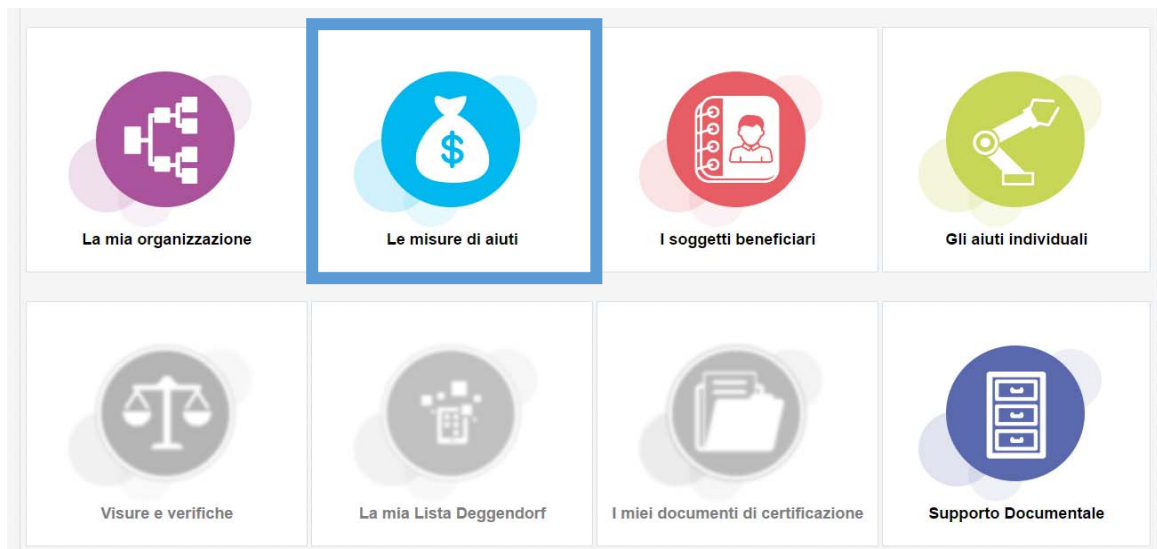 $
La mia organizzazione
Le misure di aiuti
I soggetti beneficiari
Gli aiuti individuali
Visure e verifiche
La mia Lista Deggendorf
I miei documenti di certificazione
Supporto Documentale